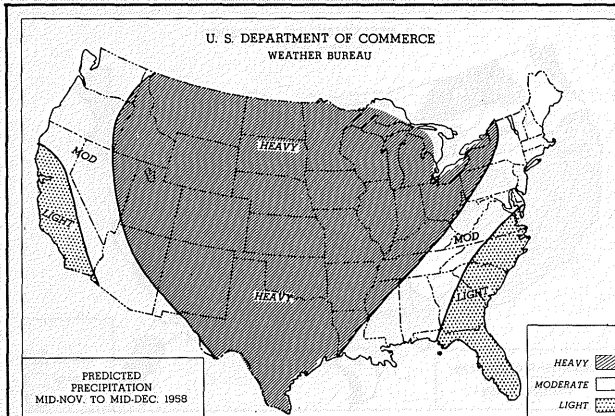 U. S. DEPARTMENT OF COMMERCE
WEATHER BUREAU
HEAVY
MOD
LIGHT
MOD
HEAVY
LIGHT
PREDICTED
PRECIPITATION
MID-NOV. TO MID-DEC. 1958
HEAVY
MODERATE
LIGHT